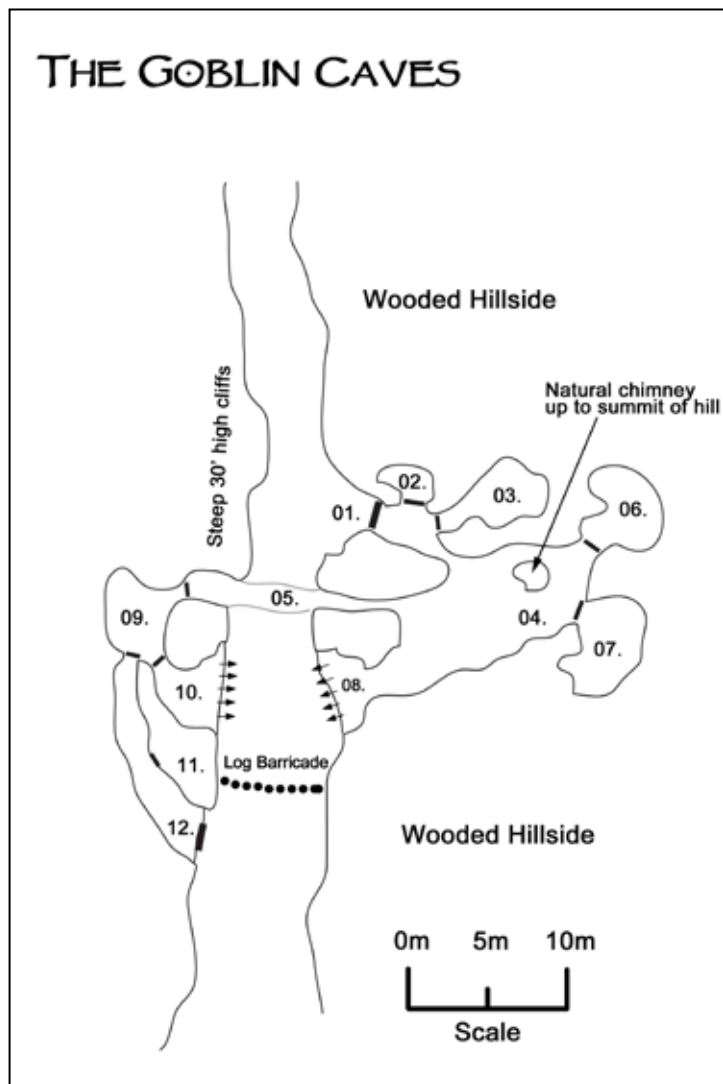 THE GOBLIN CAVES
Wooded Hillside
Steep 30' high cliffs
Natural chimney
up to summit of hill
02.
03.
01.
06.
05.
09.
04.
07.
10.
08.
11.
Log Barricade
12.
Wooded Hillside
0m 5m 10m
Scale